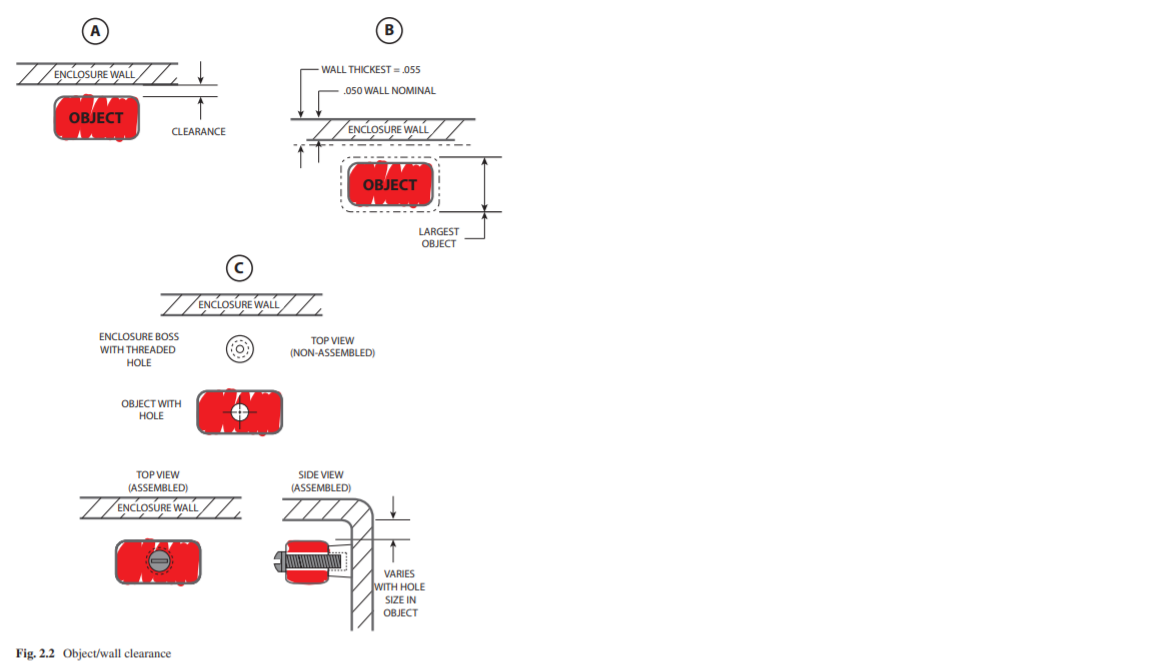 A
ENCLOSURE WALL
OBJECT
CLEARANCE
B
WALL THICKEST = .055
.050 WALL NOMINAL
ENCLOSURE WALL
OBJECT
LARGEST
OBJECT
C
ENCLOSURE WALL
ENCLOSURE BOSS
WITH THREADED
HOLE
TOP VIEW
(NON-ASSEMBLED)
OBJECT WITH
HOLE
TOP VIEW
(ASSEMBLED)
ENCLOSURE WALL
SIDE VIEW
(ASSEMBLED)
VARIES
WITH HOLE
SIZE IN
OBJECT
Fig. 2.2 Object/wall clearance